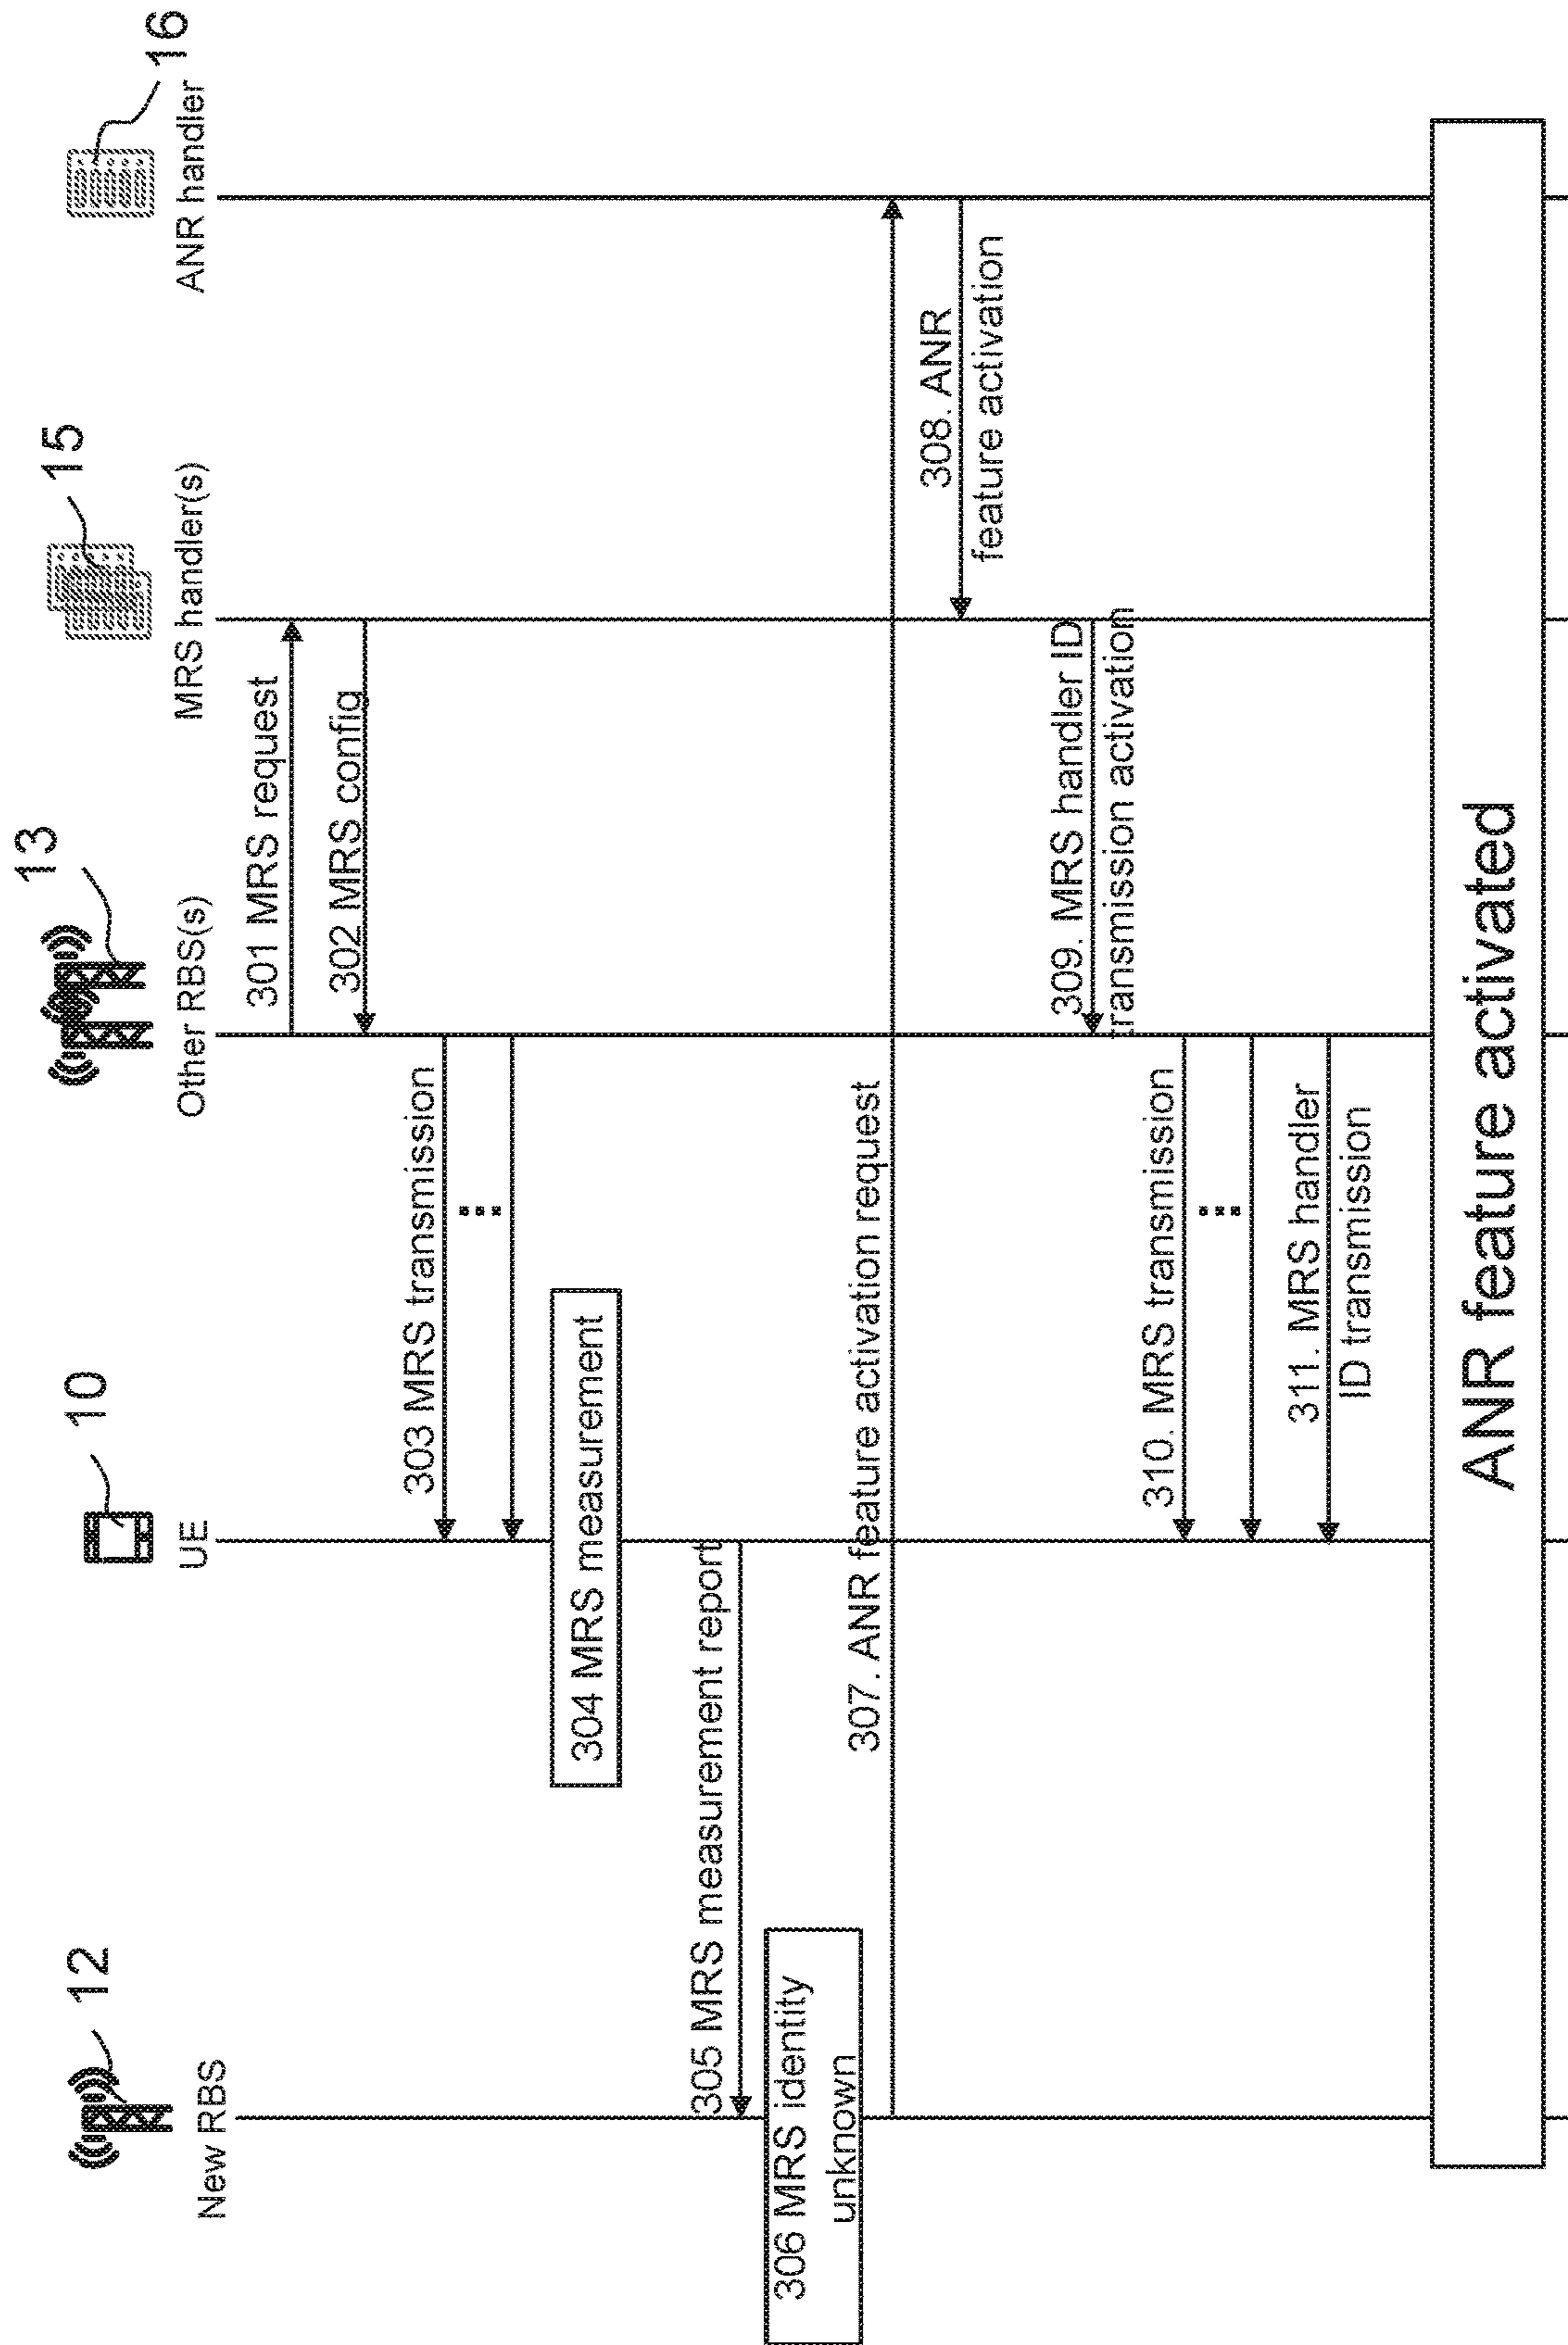 12
New RBS
10
UE
13
Other RBS(s)
15
MRS handler(s)
16
ANR handler
301 MRS request
302 MRS config
303 MRS transmission
...
304 MRS measurement
305 MRS measurement report
306 MRS identity
unknown
307. ANR feature activation request
308. ANR
feature activation
309. MRS handler ID
transmission activation
310. MRS transmission
...
311. MRS handler
ID transmission
ANR feature activated